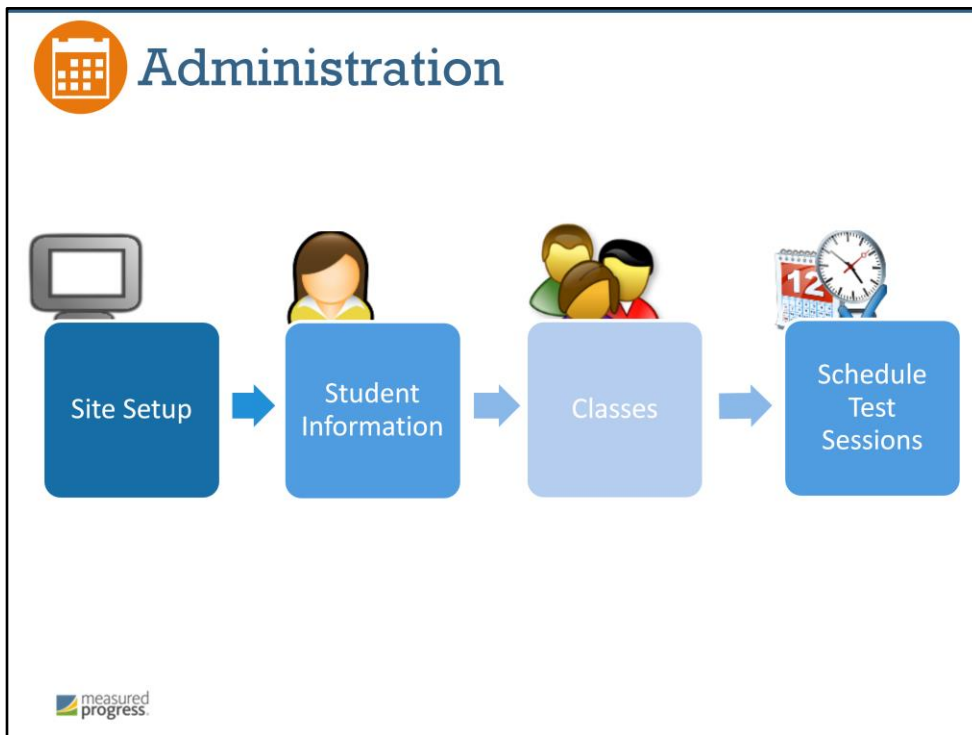 Administration
Site Setup
Student
Information
Classes
12
Schedule
Test
Sessions
measured
progress.